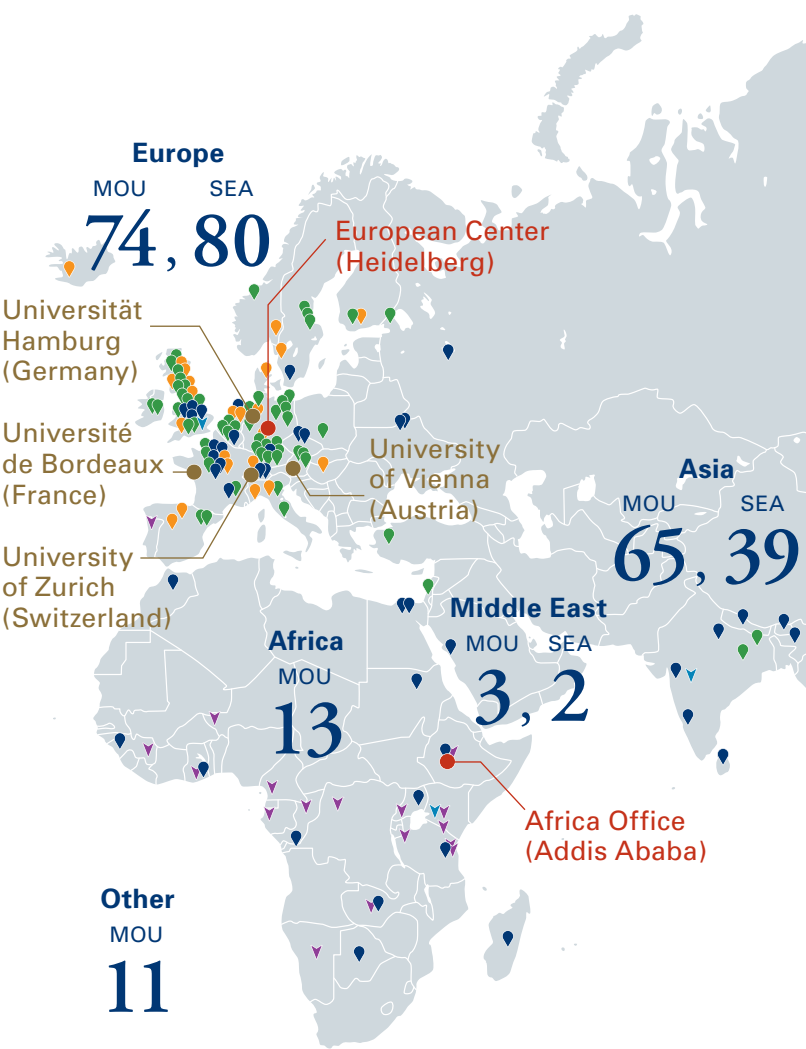 Europe
MOU SEA
74, 80
European Center
(Heidelberg)
Universität
Hamburg
(Germany)
Université
de Bordeaux
(France)
University
of Vienna
(Austria)
Asia
MOU SEA
65, 39
University
of Zurich
(Switzerland)
Middle East
MOU SEA
3, 2
Africa
MOU
13
Africa Office
(Addis Ababa)
Other
MOU
11